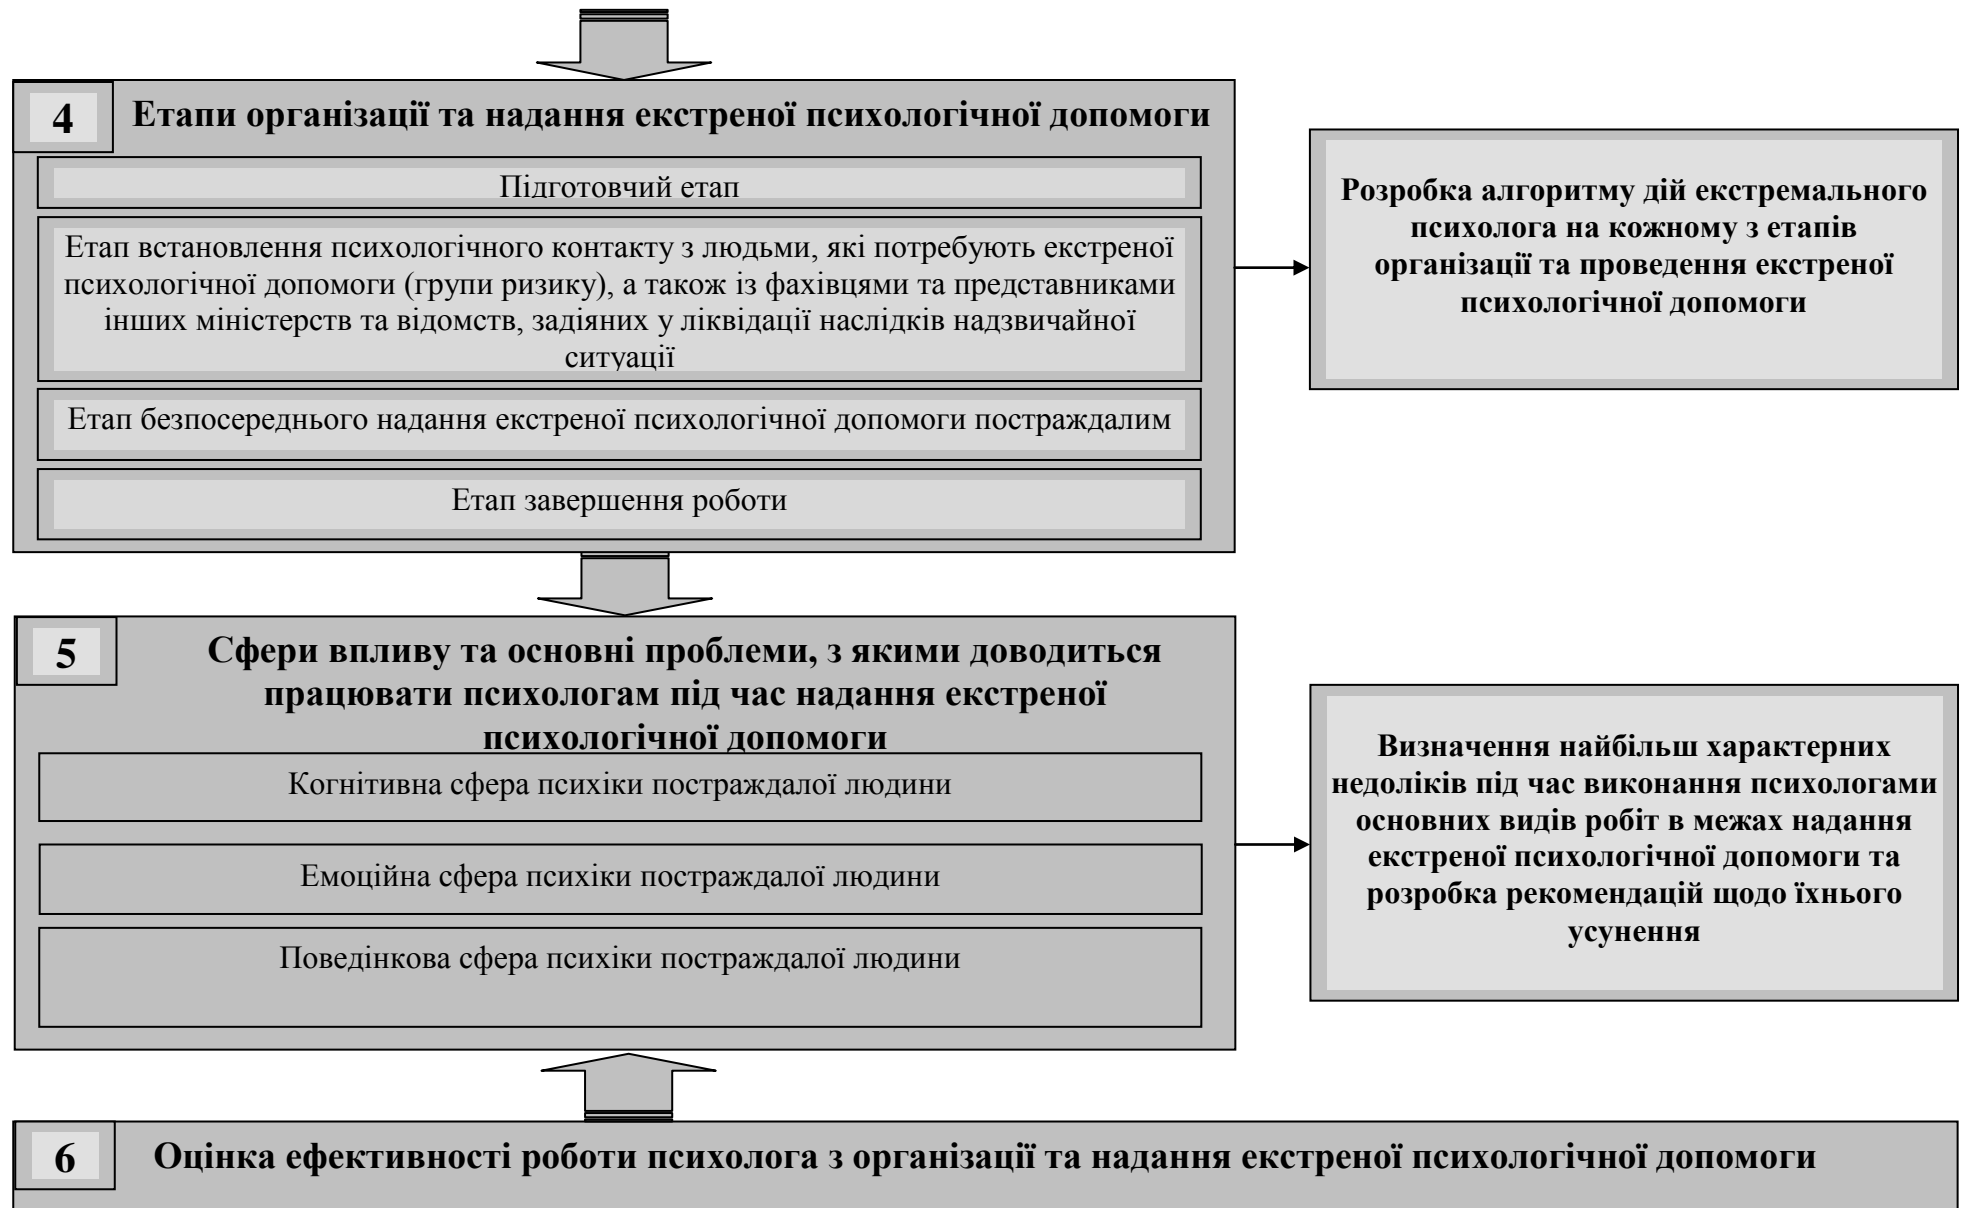 4
Етапи організації та надання екстреної психологічної допомоги
Підготовчий етап
Етап встановлення психологічного контакту з людьми, які потребують екстреної
психологічної допомоги (групи ризику), а також із фахівцями та представниками
інших міністерств та відомств, задіяних у ліквідації наслідків надзвичайної
ситуації
Етап безпосереднього надання екстреної психологічної допомоги постраждалим
Етап завершення роботи
Розробка алгоритму дій екстремального
психолога на кожному з етапів
організації та проведення екстреної
психологічної допомоги
5
Сфери впливу та основні проблеми, з якими доводиться
працювати психологам під час надання екстреної
психологічної допомоги
Когнітивна сфера психіки постраждалої людини
Емоційна сфера психіки постраждалої людини
Поведінкова сфера психіки постраждалої людини
Визначення найбільш характерних
недоліків під час виконання психологами
основних видів робіт в межах надання
екстреної психологічної допомоги та
розробка рекомендацій щодо їхнього
усунення
6
Оцінка ефективності роботи психолога з організації та надання екстреної психологічної допомоги